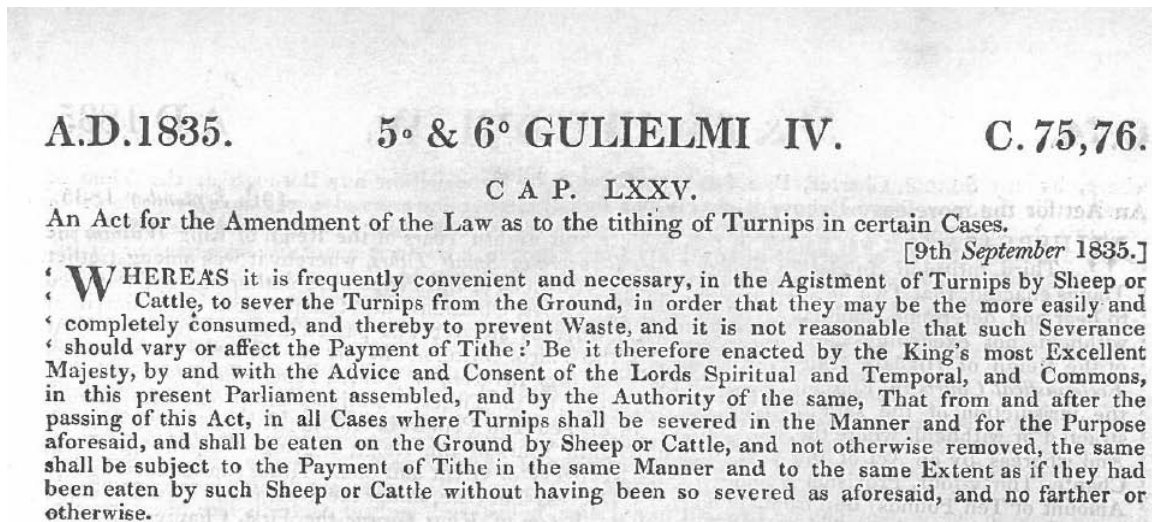 A.D.1835. 5o & 6o GULIELMI IV. C. 75,76.
CAP. LXXV.
An Act for the Amendment of the Law as to the tithing of Turnips in certain Cases.
[9th September 1835.]
‘ WHEREAS it is frequently convenient and necessary, in the Agistment of Turnips by Sheep or
‘ Cattle, to sever the Turnips from the Ground, in order that they may be the more easily and
‘ completely consumed, and thereby to prevent Waste, and it is not reasonable that such Severance
‘ should vary or affect the Payment of Tithe:’ Be it therefore enacted by the King's most Excellent
Majesty, by and with the Advice and Consent of the Lords Spiritual and Temporal, and Commons,
in this present Parliament assembled, and by the Authority of the same, That from and after the
passing of this Act, in all Cases where Turnips shall be severed in the Manner and for the Purpose
aforesaid, and shall be eaten on the Ground by Sheep or Cattle, and not otherwise removed, the same
shall be subject to the Payment of Tithe in the same Manner and to the same Extent as if they had
been eaten by such Sheep or Cattle without having been so severed as aforesaid, and no farther or
otherwise.